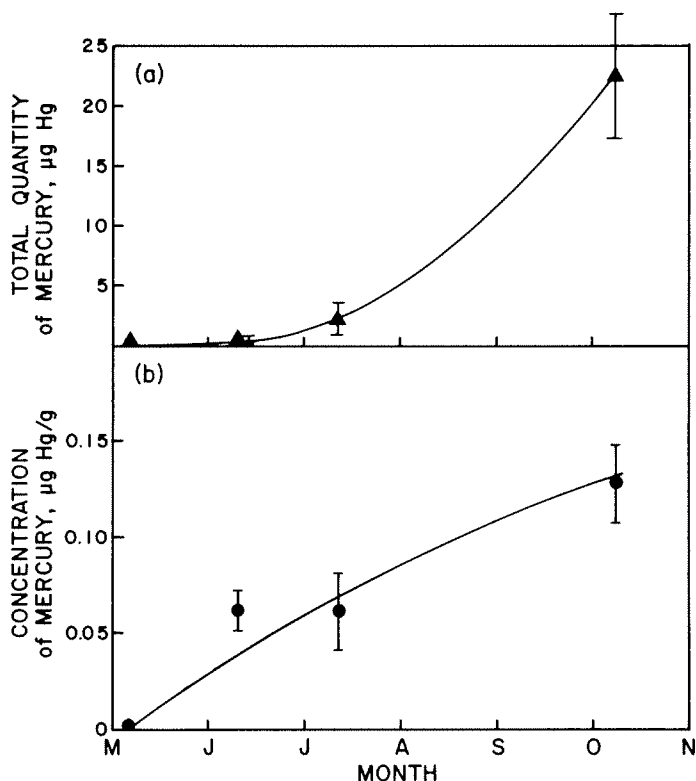 (a)
TOTAL QUANTITY
of MERCURY, µg Hg
25
20
15
10
5
(b)
CONCENTRATION
of MERCURY, µg Hg/g
0.15
0.10
0.05
0
M J J A S O N
MONTH